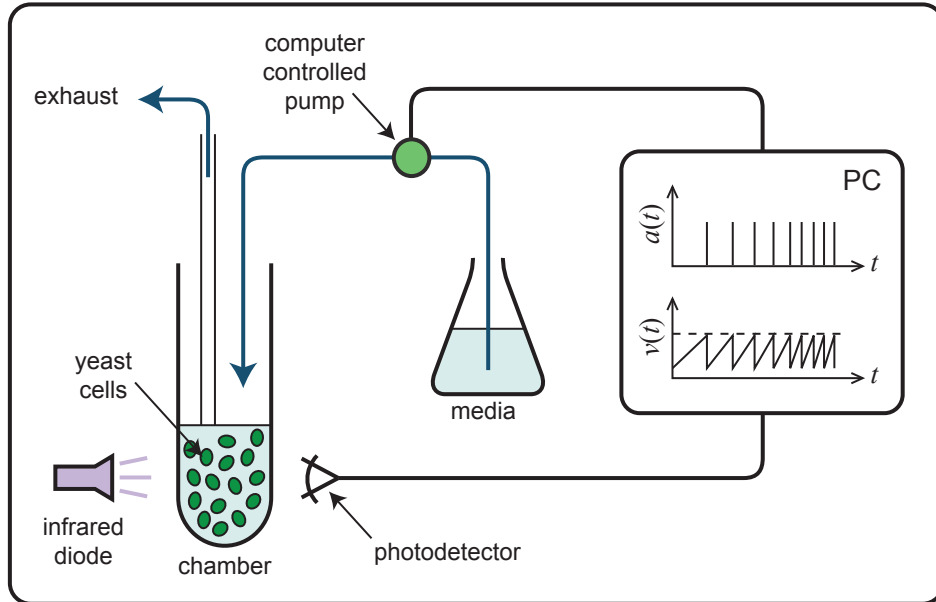 computer
controlled
pump
exhaust
PC
a(t)
t
v(t)
t
yeast
cells
media
infrared
diode
chamber
photodetector